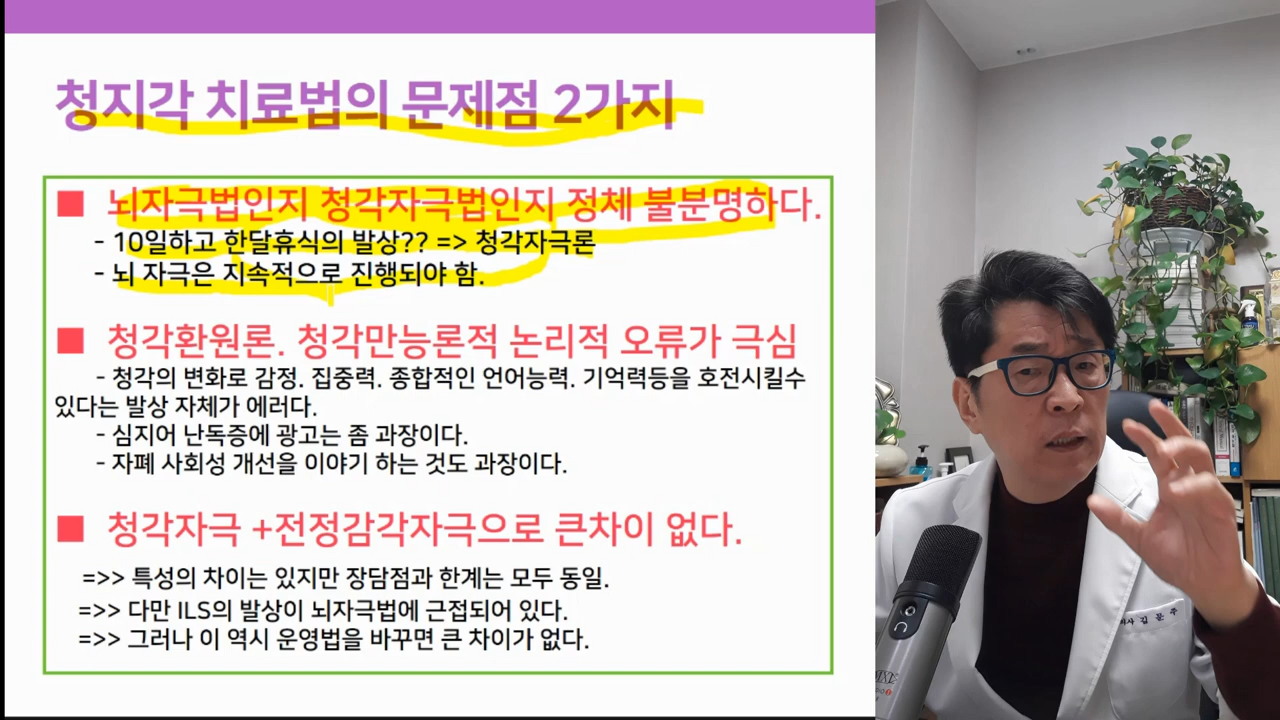 청지각 치료법의 문제점 2가지
■ 뇌자극법인지 청각자극법인지 정체 불분명하다.
- 10일하고 한달휴식의 발상?? => 청각자극론
- 뇌 자극은 지속적으로 진행되야 함.
■ 청각환원론. 청각만능론적 논리적 오류가 극심
- 청각의 변화로 감정. 집중력. 종합적인 언어능력. 기억력등을 호전시킬수
있다는 발상 자체가 에러다.
- 심지어 난독증에 광고는 좀 과장이다.
- 자폐 사회성 개선을 이야기 하는 것도 과장이다.
■ 청각자극 +전정감각자극으로 큰차이 없다.
=>> 특성의 차이는 있지만 장담점과 한계는 모두 동일.
=>> 다만 ILS의 발상이 뇌자극법에 근접되어 있다.
=>> 그러나 이 역시 운영법을 바꾸면 큰 차이가 없다.
김문주